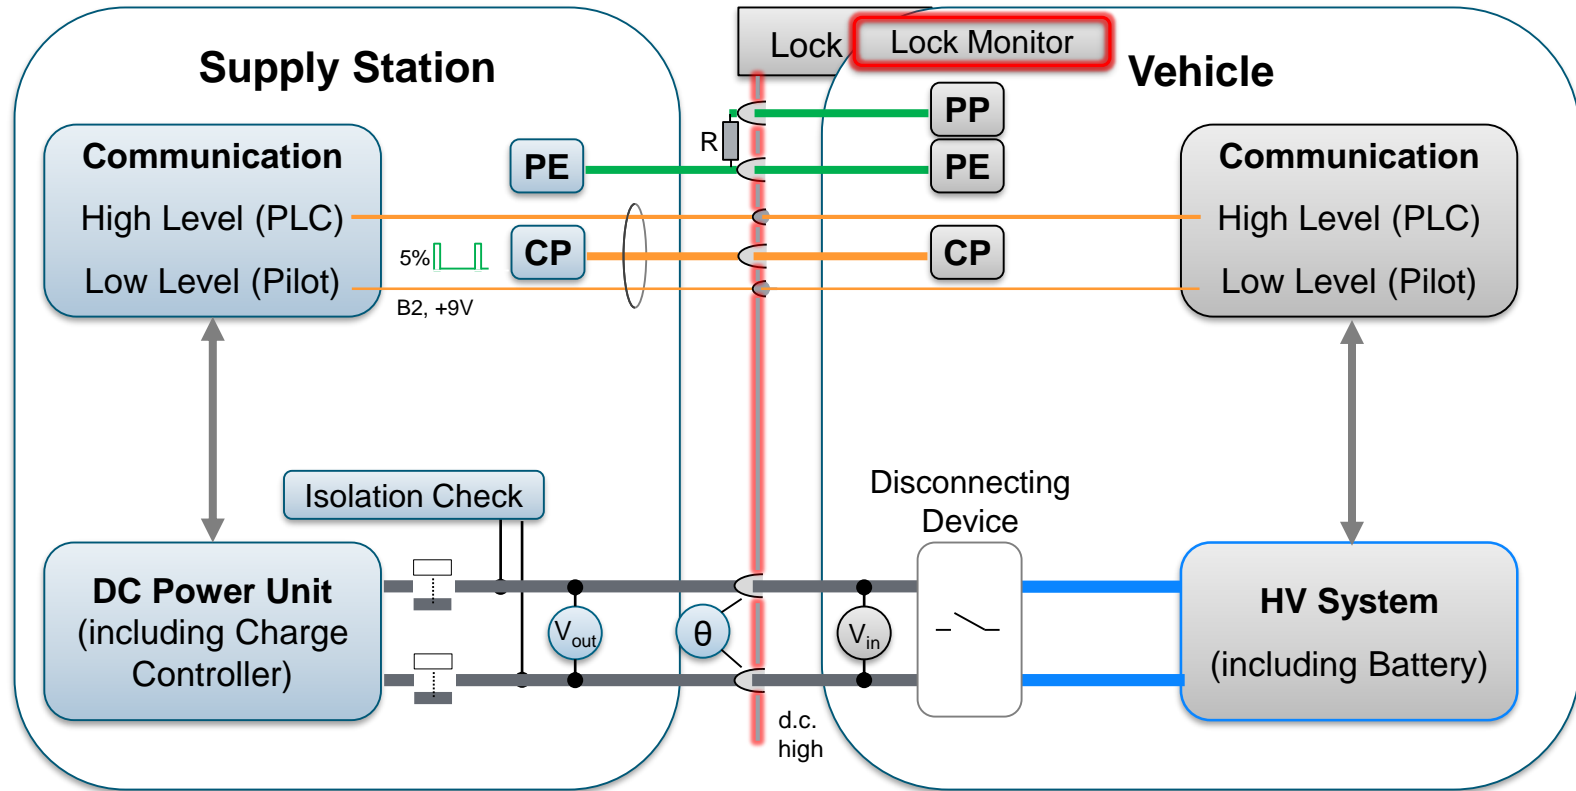 Supply Station
Lock
Lock Monitor
Vehicle
PP
R
Communication
High Level (PLC)
Low Level (Pilot)
PE
PE
Communication
High Level (PLC)
Low Level (Pilot)
5%
CP
CP
B2, +9V
Isolation Check
Disconnecting
Device
DC Power Unit
(including Charge
Controller)
Vout
θ
Vin
HV System
(including Battery)
d.c.
high